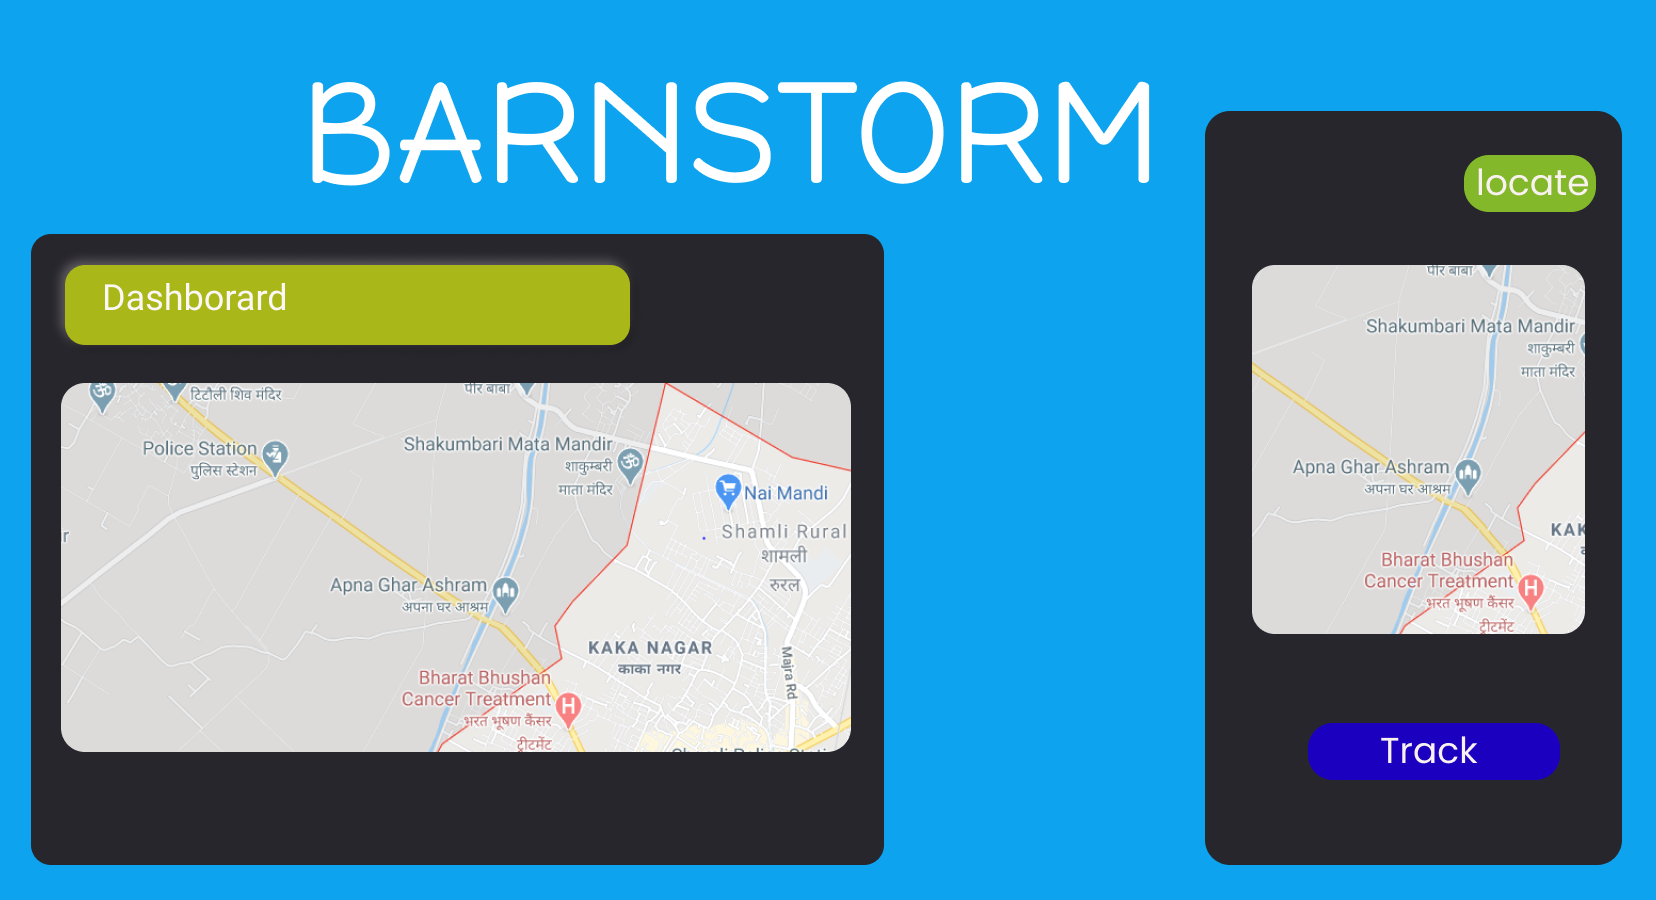 BARNSTORM
Dashborard
पीर बाबा
टिटौली शिव मंदिर
Police Station
पुलिस स्टेशन
Shakumbari Mata Mandir
शाकुम्बरी
माता मंदिर
Nai Mandi
Shamli Rural
शामली
रुरल
r
Apna Ghar Ashram
अपना घर आश्रम
KAKA NAGAR
काका नगर
Majra Rd
Bharat Bhushan
Cancer Treatment
भरत भूषण कैंसर
ट्रीटमेंट
locate
पीर बाबा
Shakumbari Mata Mandir
शाकुम्बरी
माता मंदिर
Apna Ghar Ashram
अपना घर आश्रम
KAK
Bharat Bhushan
Cancer Treatment
भरत भूषण कैंसर
ट्रीटमेंट
Track